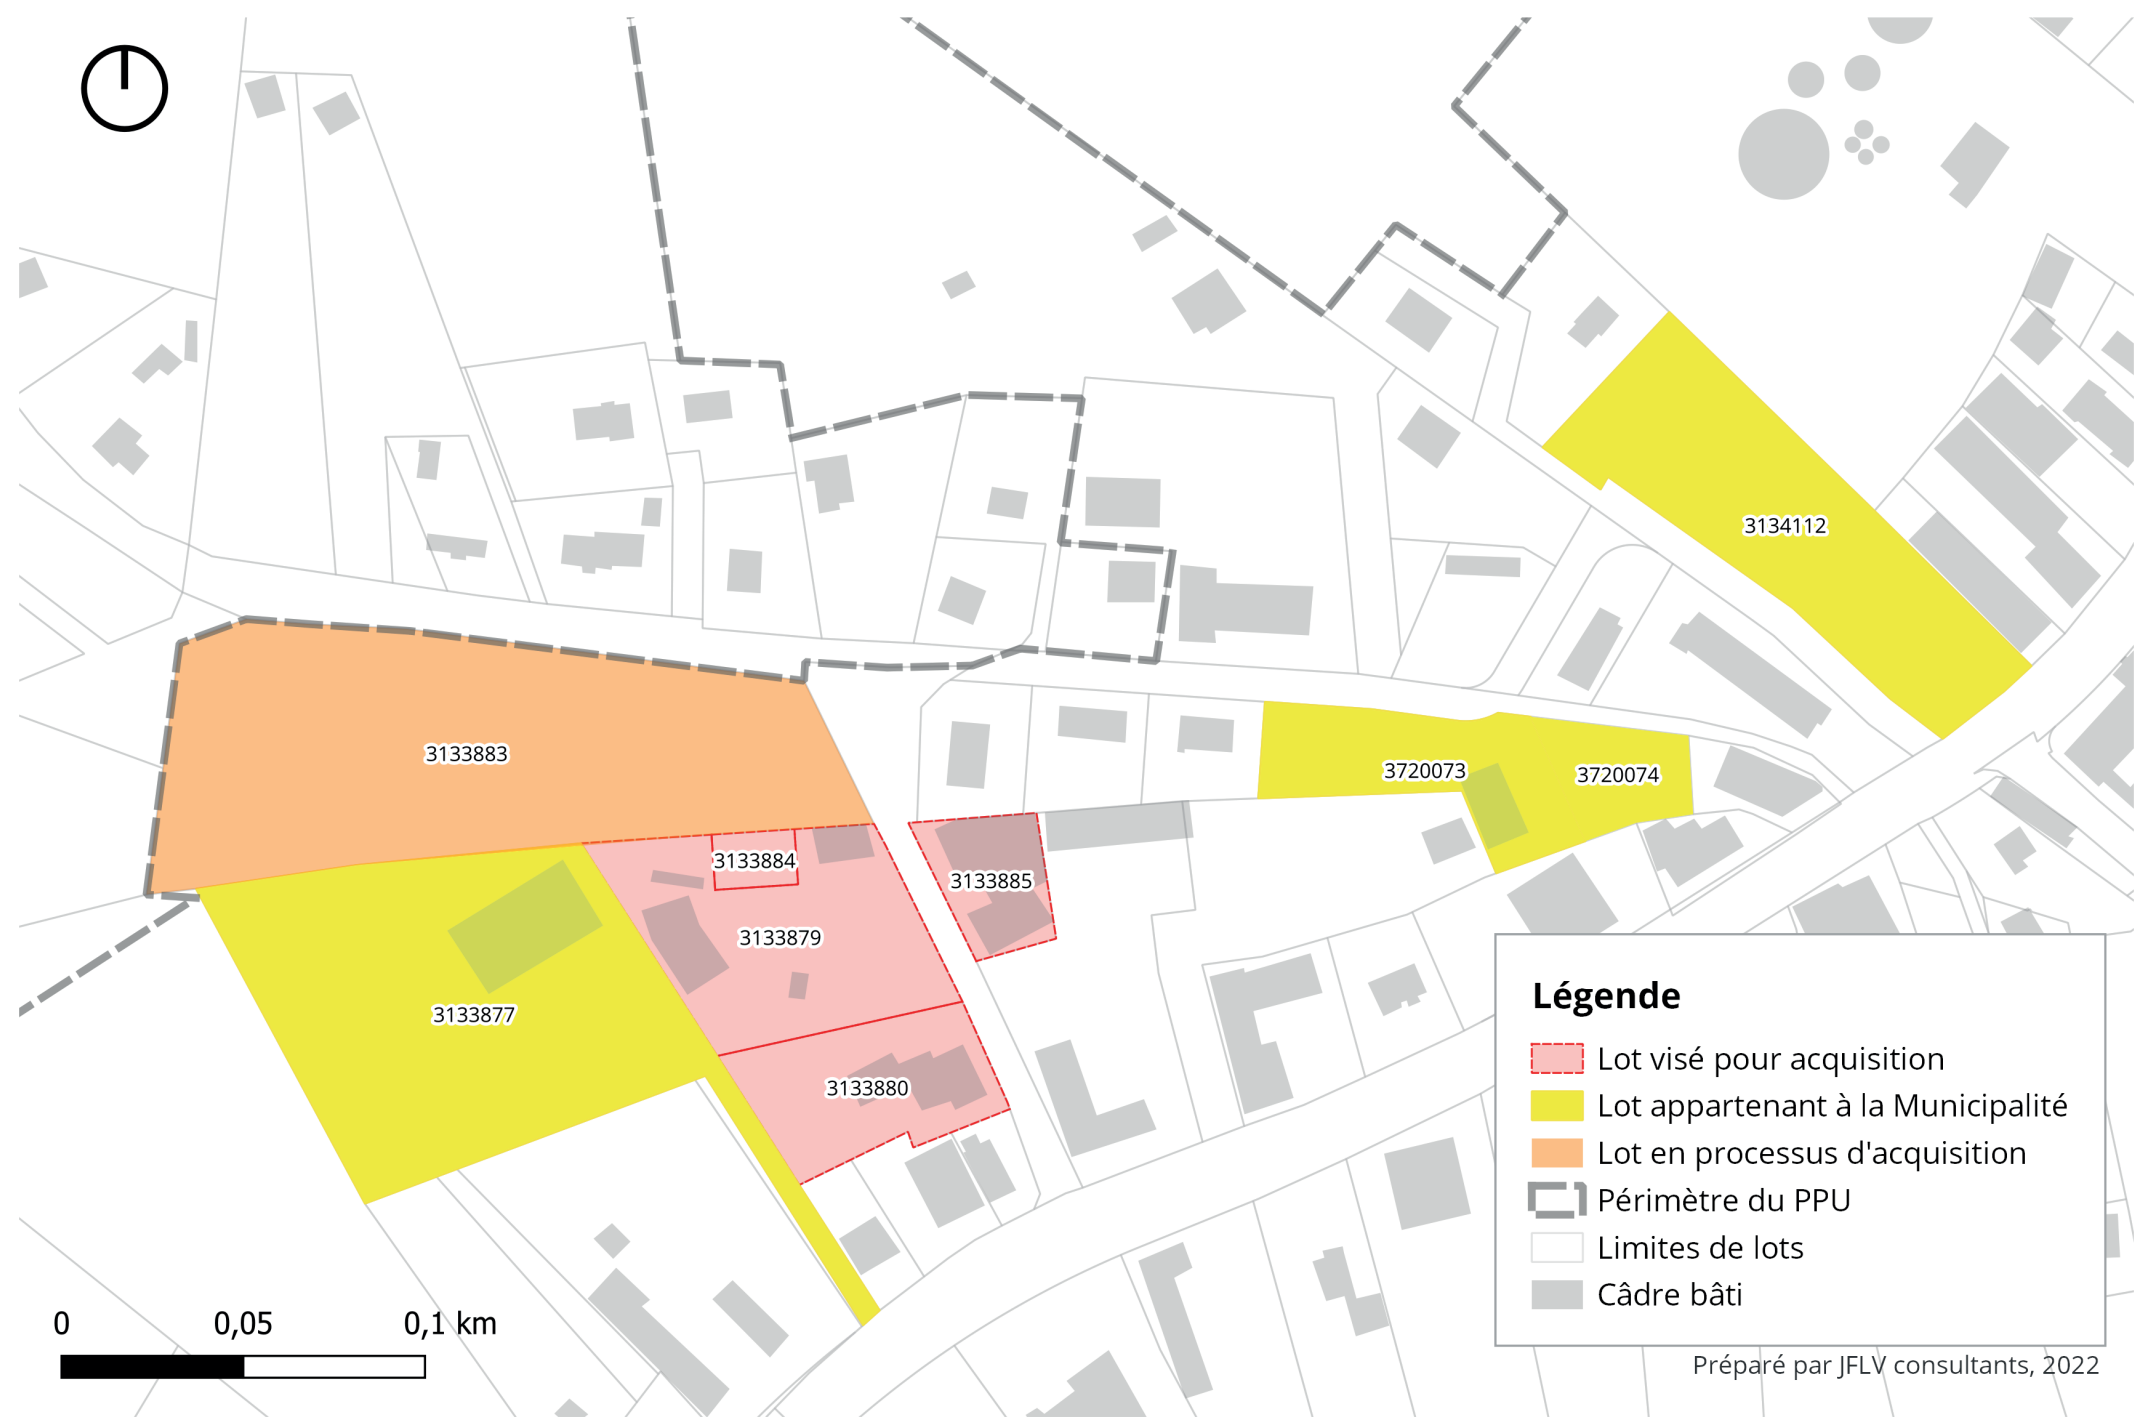 3134112
3133883
3720073
3720074
3133884
3133885
3133879
3133877
3133880
Légende
Lot visé pour acquisition
Lot appartenant à la Municipalité
Lot en processus d'acquisition
Périmètre du PPU
Limites de lots
Câdre bâti
0 0,05 0,1 km
Préparé par JFLV consultants, 2022